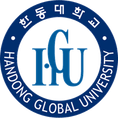 한동대학교
HGU
HANDONG GLOBAL UNIVERSITY